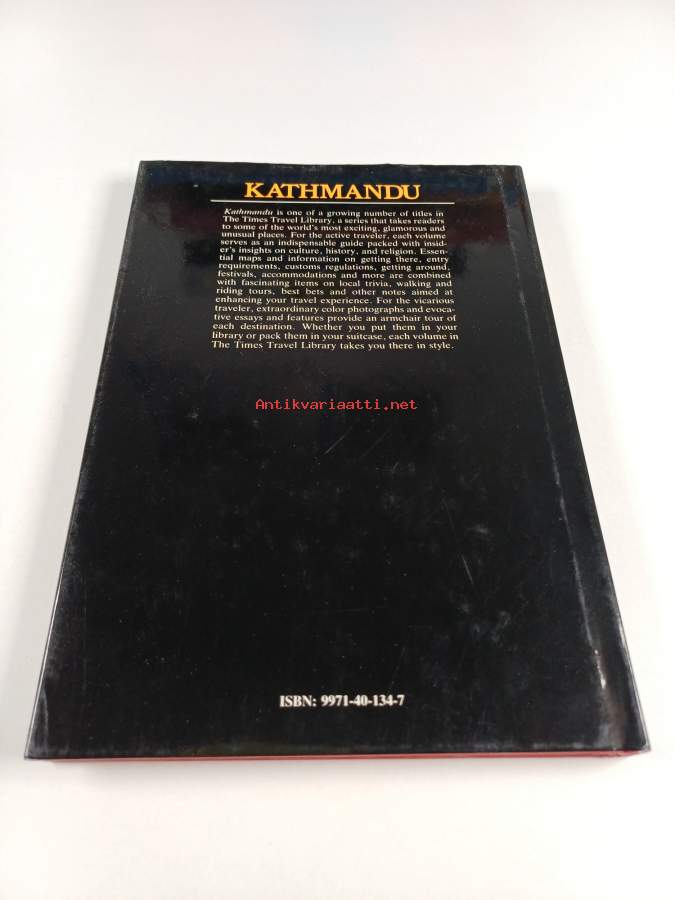 KATHMANDU
Kathmandu is one of a growing number of titles in
The Times Travel Library, a series that takes readers
to some of the world's most exciting, glamorous and
unusual places. For the active traveler, each volume
serves as an indispensable guide packed with insid-
er's insights on culture, history, and religion. Essen-
tial maps and information on getting there, entry
requirements, customs regulations, getting around,
festivals, accommodations and more are combined
with fascinating items on local trivia, walking and
riding tours, best bets and other notes aimed at
enhancing your travel experience. For the vicarious
traveler, extraordinary color photographs and evoca-
tive essays and features provide an armchair tour of
each destination. Whether you put them in your
library or pack them in your suitcase, each volume in
The Times Travel Library takes you there in style.
Antikvariaatti.net
ISBN: 9971-40-134-7